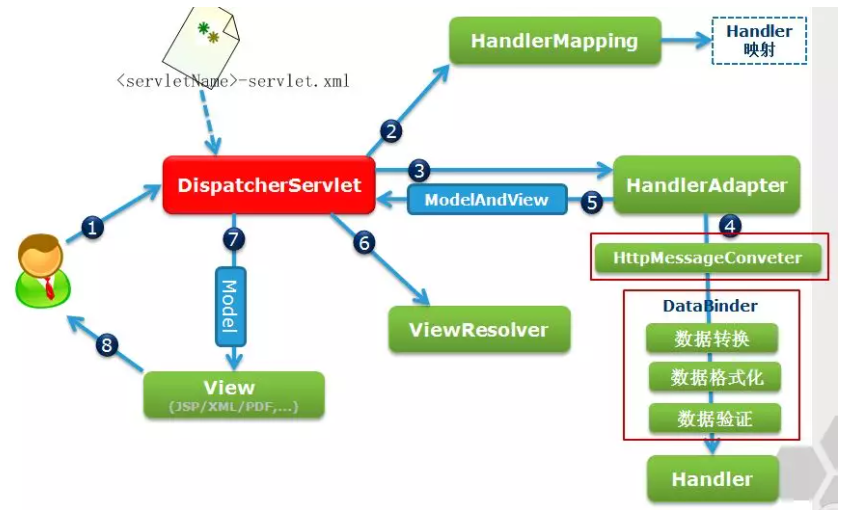 <servletName>-servlet.xml
HandlerMapping
Handler
映射
2
DispatcherServlet
3
HandlerAdapter
ModelAndView
5
1
7
6
4
HttpMessageConveter
Model
DataBinder
ViewResolver
数据转换
8
View
(JSP/XML/PDF,...)
数据格式化
数据验证
Handler